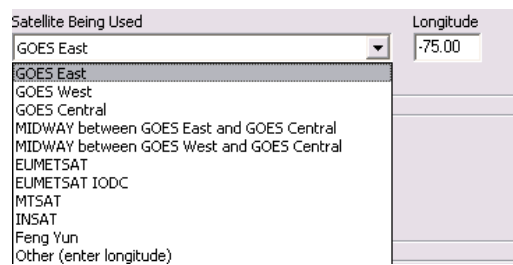 Satellite Being Used Longitude
GOES East -75.00
GOES East
GOES West
GOES Central
MIDWAY between GOES East and GOES Central
MIDWAY between GOES West and GOES Central
EUMETSAT
EUMETSAT IODC
MTSAT
INSAT
Feng Yun
Other (enter longitude)